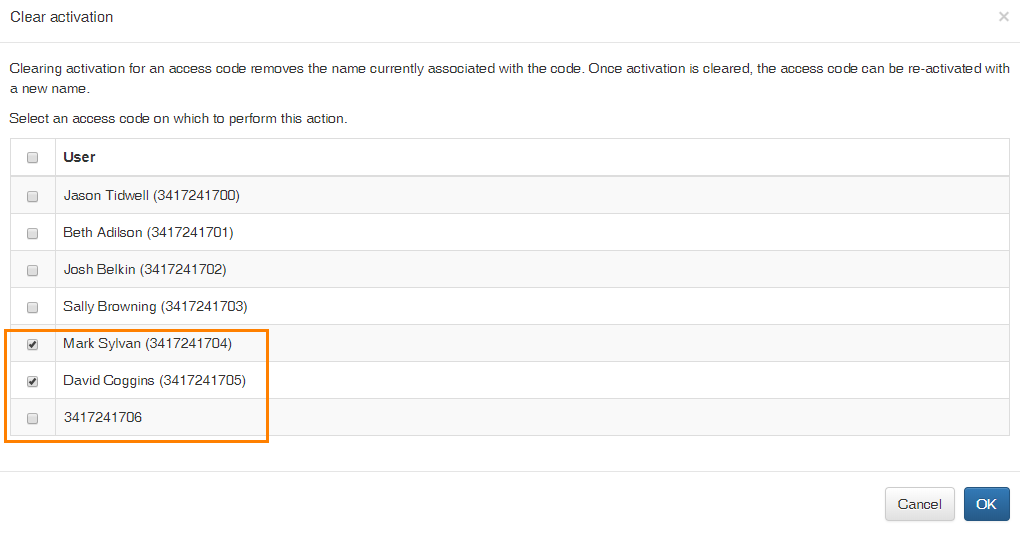 Clear activation
×
Clearing activation for an access code removes the name currently associated with the code. Once activation is cleared, the access code can be re-activated with
a new name.
Select an access code on which to perform this action.
User
Jason Tidwell (3417241700)
Beth Adilson (3417241701)
Josh Belkin (3417241702)
Sally Browning (3417241703)
Mark Sylvan (3417241704)
David Coggins (3417241705)
3417241706
Cancel OK